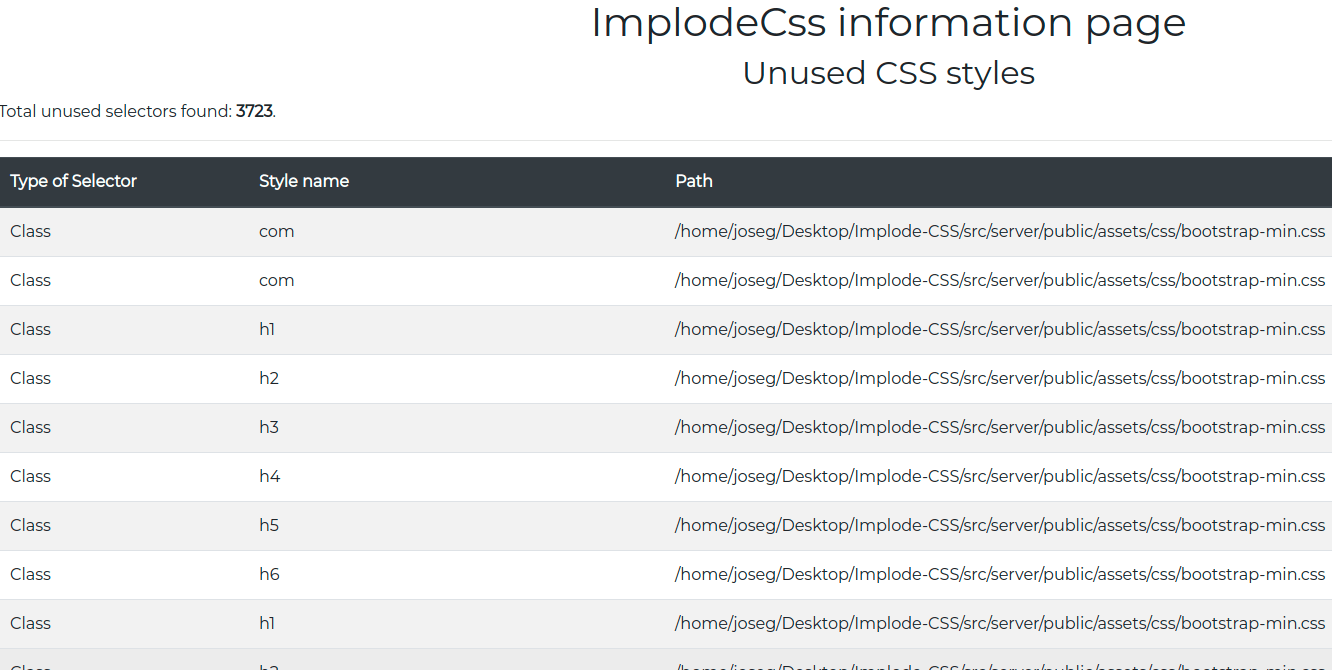 ImplodeCss information page
Unused CSS styles
Total unused selectors found: 3723.
Type of Selector Style name Path
Class com /home/joseg/Desktop/Implode-CSS/src/server/public/assets/css/bootstrap-min.css
Class com /home/joseg/Desktop/Implode-CSS/src/server/public/assets/css/bootstrap-min.css
Class h1 /home/joseg/Desktop/Implode-CSS/src/server/public/assets/css/bootstrap-min.css
Class h2 /home/joseg/Desktop/Implode-CSS/src/server/public/assets/css/bootstrap-min.css
Class h3 /home/joseg/Desktop/Implode-CSS/src/server/public/assets/css/bootstrap-min.css
Class h4 /home/joseg/Desktop/Implode-CSS/src/server/public/assets/css/bootstrap-min.css
Class h5 /home/joseg/Desktop/Implode-CSS/src/server/public/assets/css/bootstrap-min.css
Class h6 /home/joseg/Desktop/Implode-CSS/src/server/public/assets/css/bootstrap-min.css
Class h1 /home/joseg/Desktop/Implode-CSS/src/server/public/assets/css/bootstrap-min.css